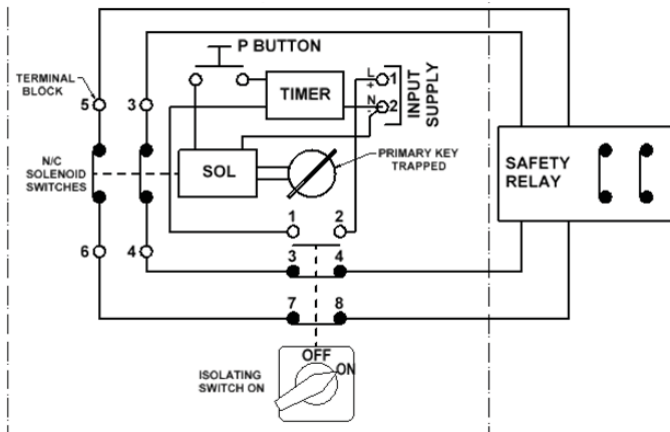 P BUTTON
TERMINAL
BLOCK
5
3
TIMER
L
+
1
N
-
2
INPUT
SUPPLY
N/C
SOLENOID
SWITCHES
SOL
PRIMARY KEY
TRAPPED
SAFETY
RELAY
1
2
6
4
3
4
7
8
OFF
ON
ISOLATING
SWITCH ON